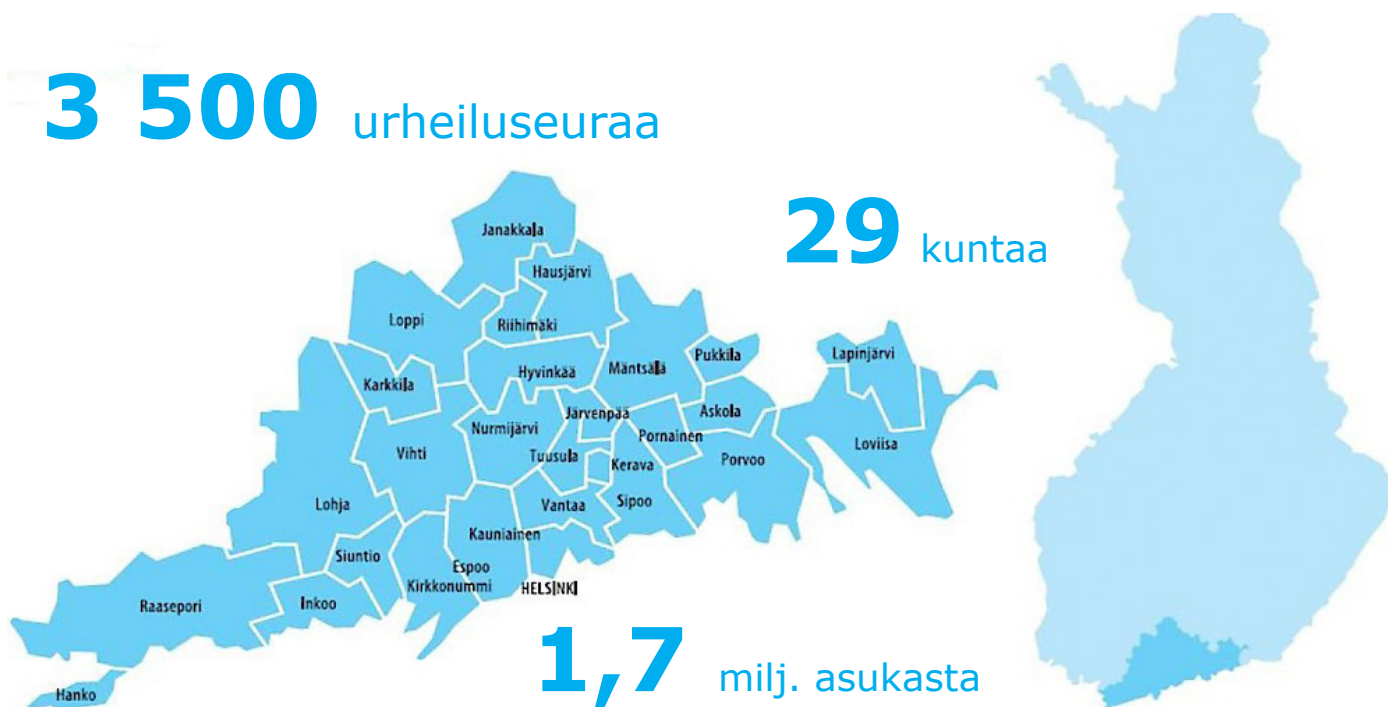 3 500 urheiluseuraa
29 kuntaa
Janakkala
Hausjärvi
Loppi
Riihimäki
Lapinjärvi
Pukkila
Mäntsälä
Hyvinkää
Karkkila
Järvenpää
Askola
Nurmijärvi
Pornainen
Loviisa
Vihti
Tuusula
Kerava
Porvoo
Lohja
Vantaa
Sipoo
Kauniainen
Siuntio
Espoo
Kirkkonummi
HELSINKI
Raasepori
Inkoo
Hanko
1,7 milj. asukasta